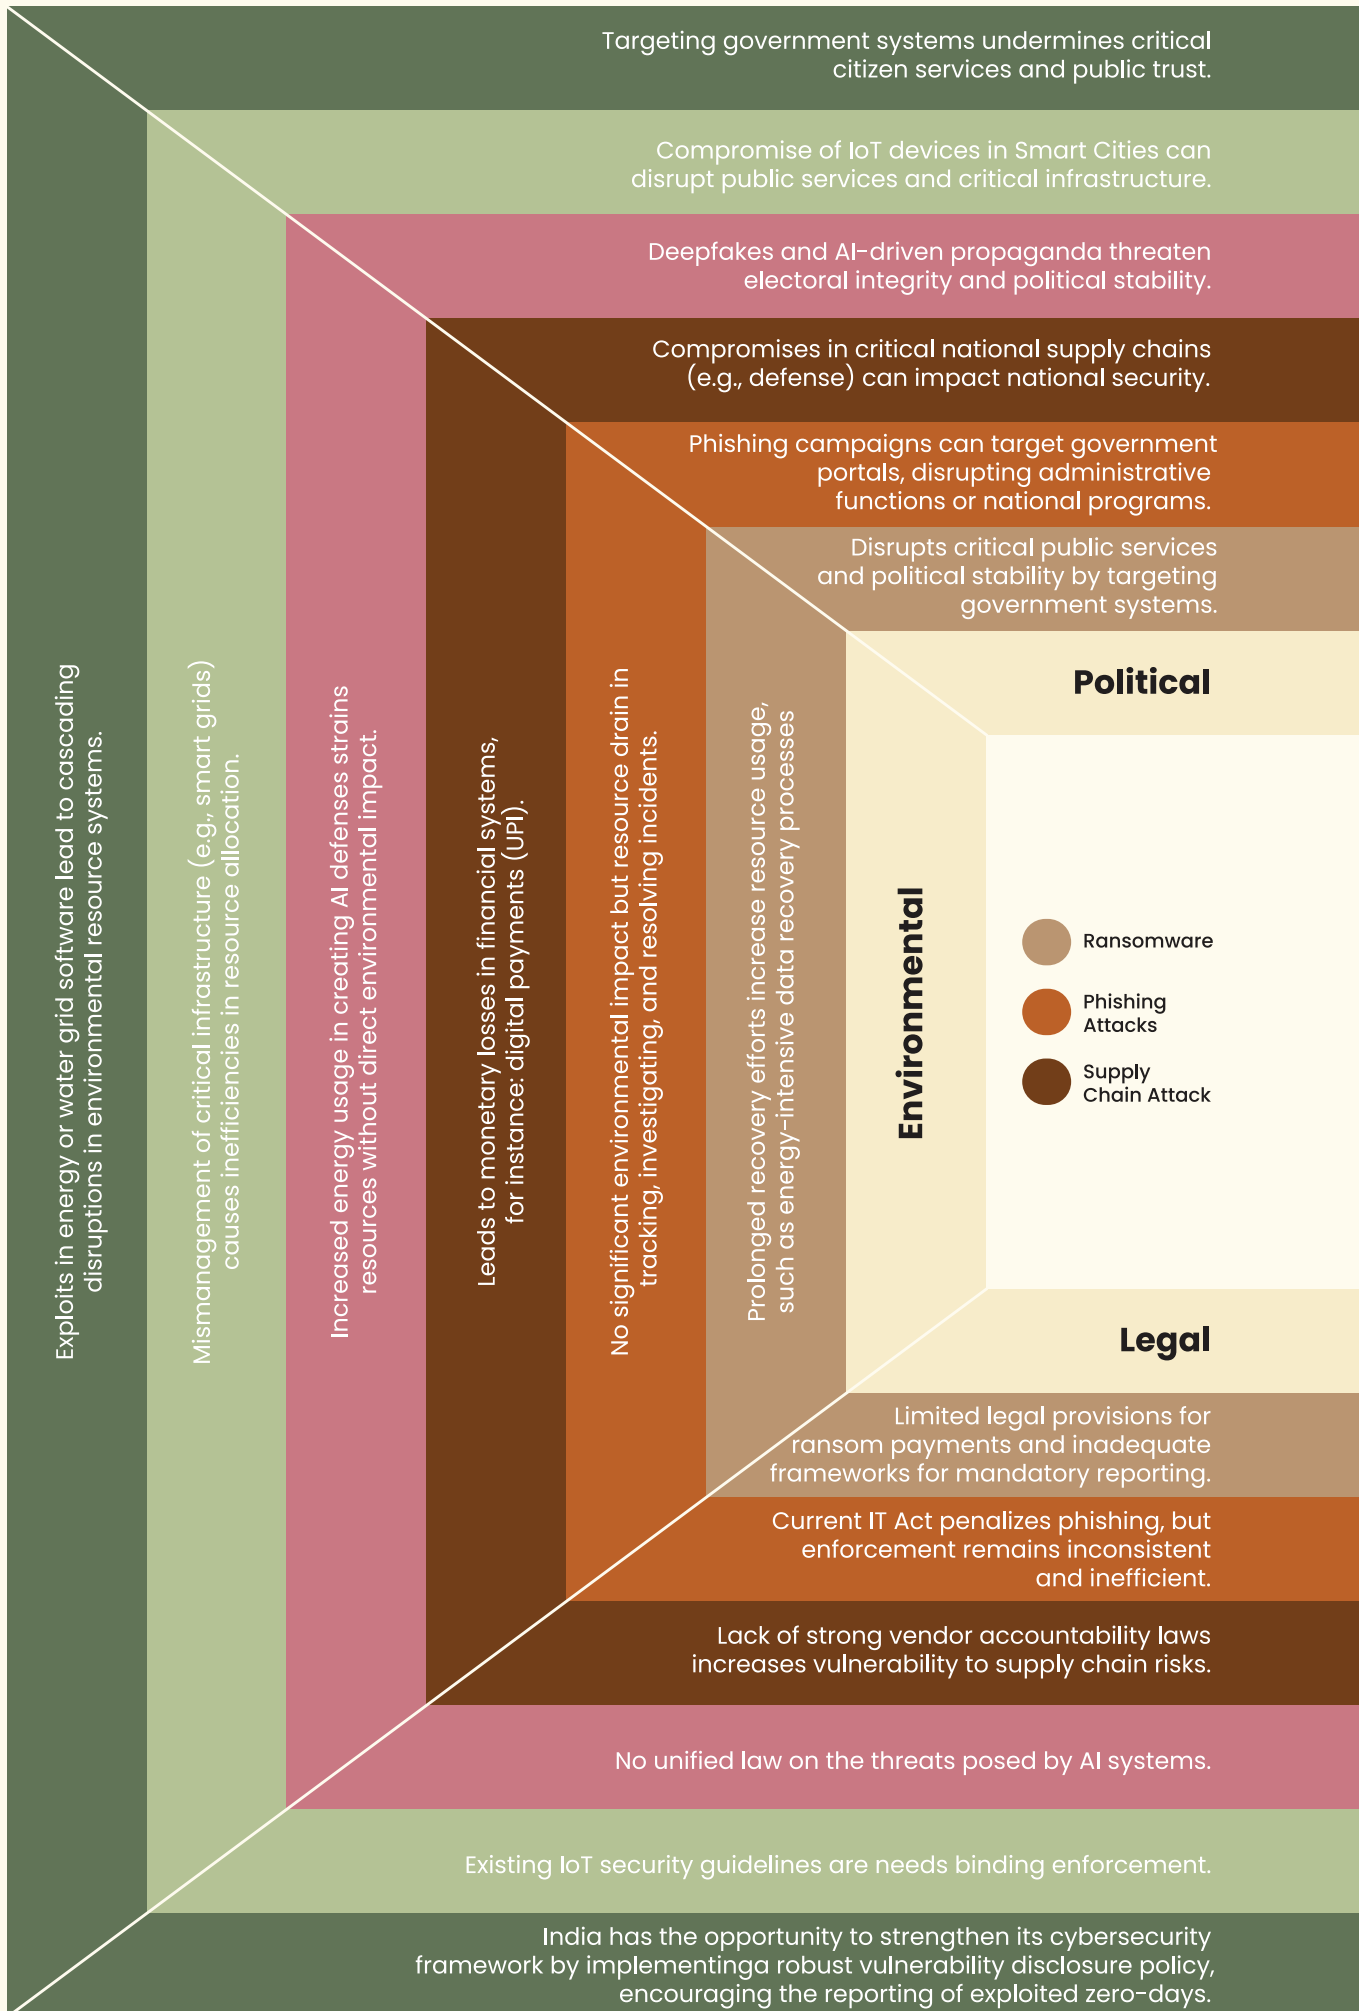 Targeting government systems undermines critical
citizen services and public trust.
Compromise of IoT devices in Smart Cities can
disrupt public services and critical infrastructure.
Deepfakes and AI-driven propaganda threaten
electoral integrity and political stability.
Compromises in critical national supply chains
(e.g., defense) can impact national security.
Phishing campaigns can target government
portals, disrupting administrative
functions or national programs.
Disrupts critical public services
and political stability by targeting
government systems.
Political
Exploits in energy or water grid software lead to cascading
disruptions in environmental resource systems.
Mismanagement of critical infrastructure (e.g., smart grids)
causes inefficiencies in resource allocation.
Increased energy usage in creating AI defenses strains
resources without direct environmental impact.
Leads to monetary losses in financial systems,
for instance: digital payments (UPI).
No significant environmental impact but resource drain in
tracking, investigating, and resolving incidents.
Prolonged recovery efforts increase resource usage,
such as energy-intensive data recovery processes
Environmental
Ransomware
Phishing
Attacks
Supply
Chain Attack
Legal
Limited legal provisions for
ransom payments and inadequate
frameworks for mandatory reporting.
Current IT Act penalizes phishing, but
enforcement remains inconsistent
and inefficient.
Lack of strong vendor accountability laws
increases vulnerability to supply chain risks.
No unified law on the threats posed by AI systems.
Existing IoT security guidelines are needs binding enforcement.
India has the opportunity to strengthen its cybersecurity
framework by implementinga robust vulnerability disclosure policy,
encouraging the reporting of exploited zero-days.